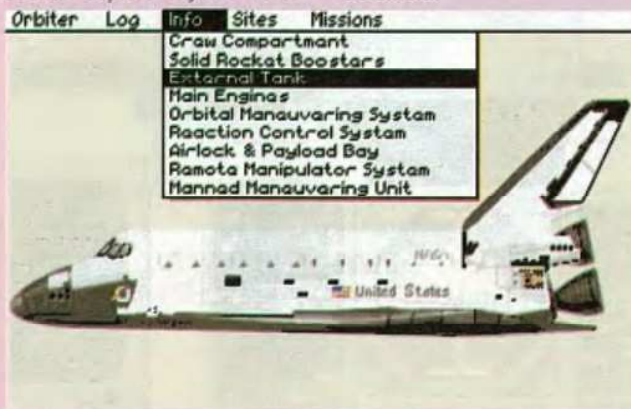 Orbiter Log Info Sites Missions
Crew Compartment
Solid Rocket Boosters
External Tank
Main Engines
Orbital Maneuvering System
Reaction Control System
Airlock & Payload Bay
Remote Manipulator System
Manned Maneuvering Unit
United States